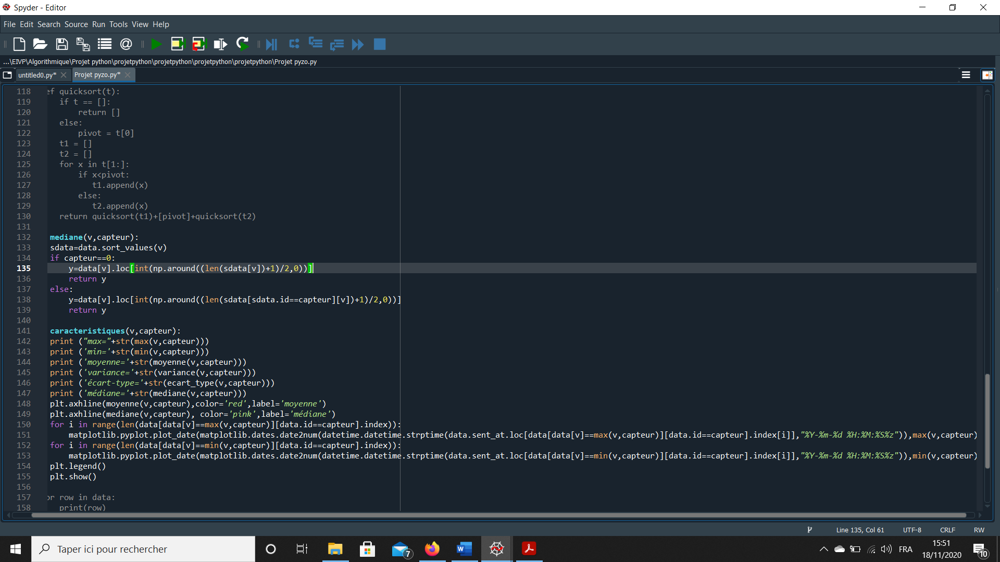 Spyder - Editor
File Edit Search Source Run Tools View Help
...\EIVP\Algorithmique\Projet python\projetpython\projetpython\projetpython\projetpython\Projet pyzo.py
untitled0.py* Projet pyzo.py*
118 ef quicksort(t):
119 if t == []:
120 return []
121 else:
122 pivot = t[0]
123 t1 = []
124 t2 = []
125 for x in t[1:]:
126 if x<pivot:
127 t1.append(x)
128 else:
129 t2.append(x)
130 return quicksort(t1)+[pivot]+quicksort(t2)
131
132 mediane(v,capteur):
133 sdata=data.sort_values(v)
134 if capteur==0:
135 y=data[v].loc[int(np.around((len(sdata[v])+1)/2,0))]
136 return y
137 else:
138 y=data[v].loc[int(np.around((len(sdata[sdata.id==capteur][v])+1)/2,0))]
139 return y
140
141 caracteristiques(v,capteur):
142 print ("max="+str(max(v,capteur)))
143 print ('min='+str(min(v,capteur)))
144 print ('moyenne='+str(moyenne(v,capteur)))
145 print ('variance='+str(variance(v,capteur)))
146 print ('écart-type='+str(ecart_type(v,capteur)))
147 print ('médiane='+str(mediane(v,capteur)))
148 plt.axhline(moyenne(v,capteur),color='red',label='moyenne')
149 plt.axhline(mediane(v,capteur), color='pink',label='médiane')
150 for i in range(len(data[data[v]==max(v,capteur)][data.id==capteur].index)):
151 matplotlib.pyplot.plot_date(matplotlib.dates.date2num(datetime.datetime.strptime(data.sent_at.loc[data[data[v]==max(v,capteur)][data.id==capteur].index[i]],"%Y-%m-%d %H:%M:%S%z")),max(v,capteur)
152 for i in range(len(data[data[v]==min(v,capteur)][data.id==capteur].index)):
153 matplotlib.pyplot.plot_date(matplotlib.dates.date2num(datetime.datetime.strptime(data.sent_at.loc[data[data[v]==min(v,capteur)][data.id==capteur].index[i]],"%Y-%m-%d %H:%M:%S%z")),min(v,capteur)
154 plt.legend()
155 plt.show()
156
157 or row in data:
158 print(row)
Line 135, Col 61 UTF-8 CRLF RW
Taper ici pour rechercher
7
FRA
15:51
18/11/2020
10